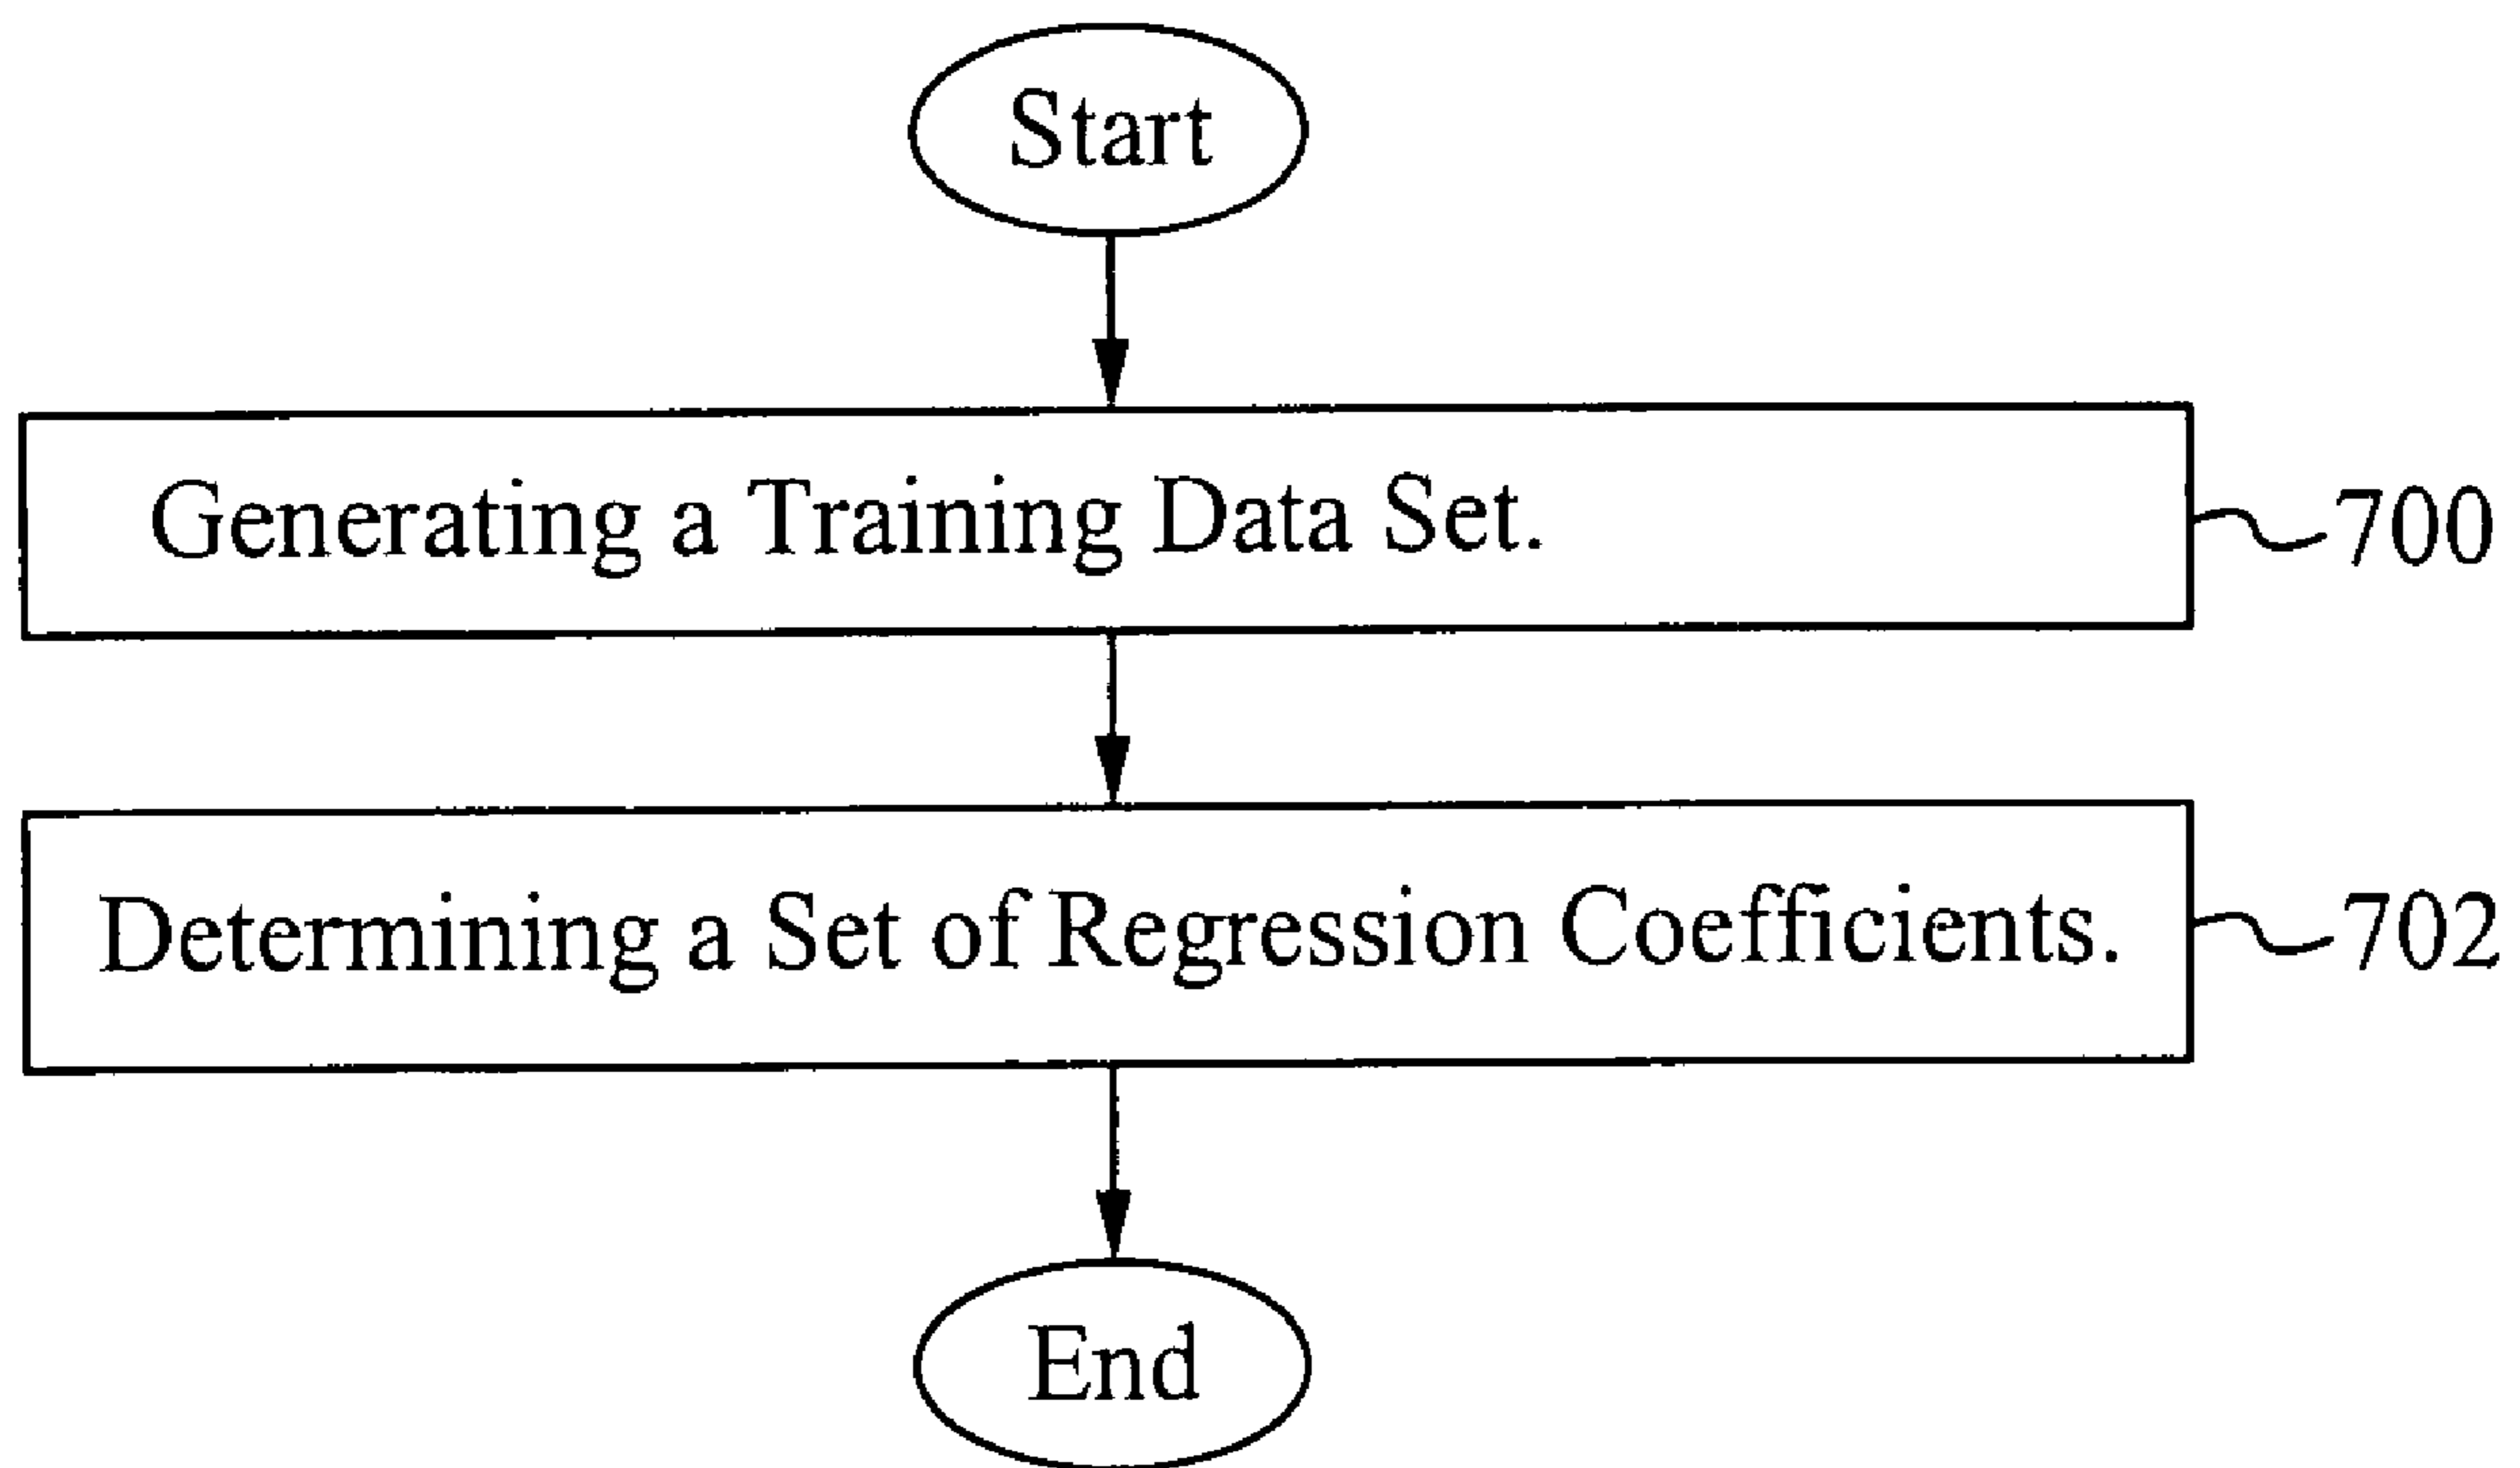 Start
Generating a Training Data Set.
700
Determining a Set of Regression Coefficients.
702
End